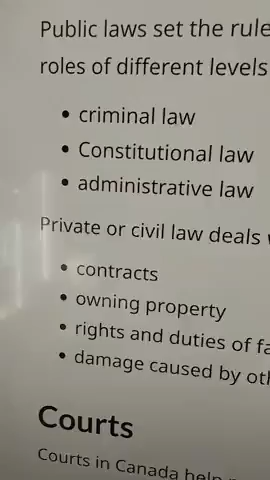 Public laws set the rule
roles of different levels
• criminal law
• Constitutional law
• administrative law
Private or civil law deals
• contracts
• owning property
• rights and duties of fa
• damage caused by oth
Courts
Courts in Canada help